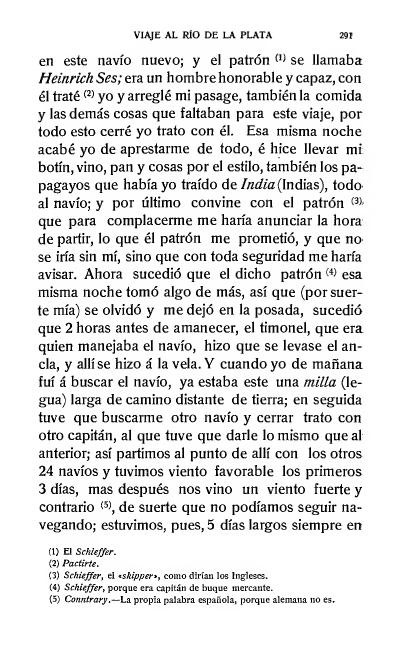 VIAJE AL RÍO DE LA PLATA 291
en este navío nuevo; y el patrón (1) se llamaba
Heinrich Ses; era un hombre honorable y capaz, con
él traté (2) yo y arreglé mi pasage, también la comida
y las demás cosas que faltaban para este viaje, por
todo esto cerré yo trato con él. Esa misma noche
acabé yo de aprestarme de todo, é hice llevar mi
botín, vino, pan y cosas por el estilo, también los pa-
pagayos que había yo traído de India (Indias), todo
al navío; y por último convine con el patrón (3),
que para complacerme me haría anunciar la hora
de partir, lo que él patrón me prometió, y que no
se iría sin mí, sino que con toda seguridad me haría
avisar. Ahora sucedió que el dicho patrón (4) esa
misma noche tomó algo de más, así que (por suer-
te mía) se olvidó y me dejó en la posada, sucedió
que 2 horas antes de amanecer, el timonel, que era
quien manejaba el navío, hizo que se levase el an-
cla, y allí se hizo á la vela. Y cuando yo de mañana
fuí á buscar el navío, ya estaba este una milla (le-
gua) larga de camino distante de tierra; en seguida
tuve que buscarme otro navío y cerrar trato con
otro capitán, al que tuve que darle lo mismo que al
anterior; así partimos al punto de allí con los otros
24 navíos y tuvimos viento favorable los primeros
3 días, mas después nos vino un viento fuerte y
contrario (5), de suerte que no podíamos seguir na-
vegando; estuvimos, pues, 5 días largos siempre en
(1) El Schieffer.
(2) Pactirte.
(3) Schieffer, el «skipper», como dirían los Ingleses.
(4) Schieffer, porque era capitán de buque mercante.
(5) Conntrary.—La propia palabra española, porque alemana no es.